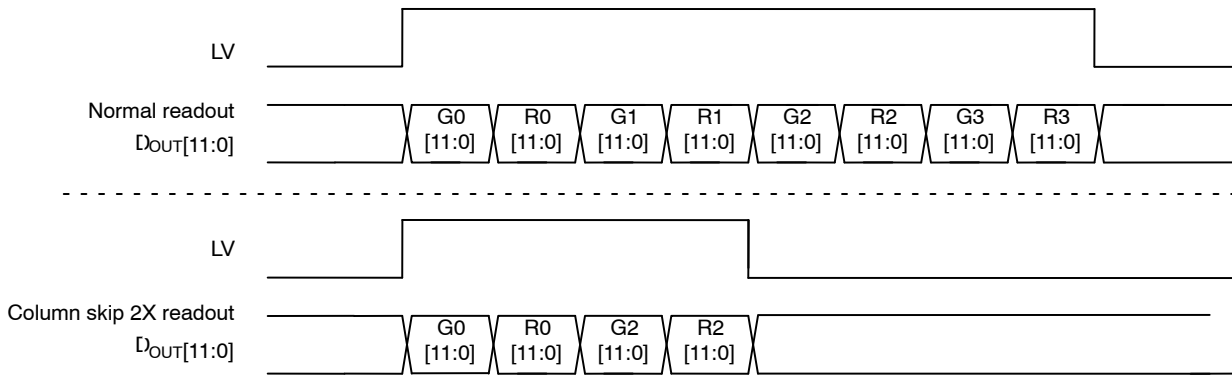 LV
Normal readout
DOUT[11:0]
G0 R0 G1 R1 G2 R2 G3 R3
[11:0] [11:0] [11:0] [11:0] [11:0] [11:0] [11:0] [11:0]
LV
Column skip 2X readout
DOUT[11:0]
G0 R0 G2 R2
[11:0] [11:0] [11:0] [11:0]